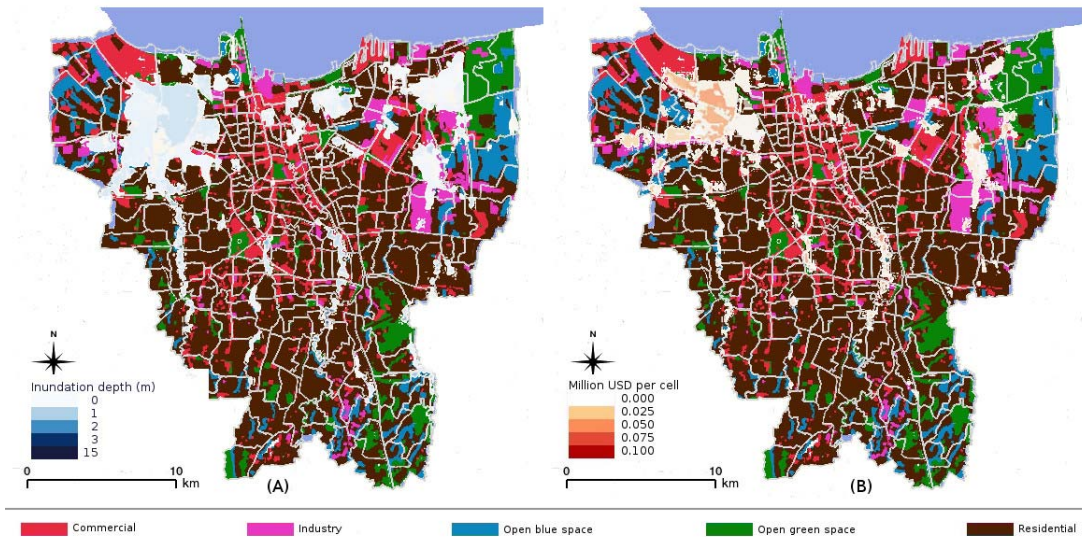 N
Inundation depth (m)
0
1
2
3
15
0
10
km
(A)
N
Million USD per cell
0.000
0.025
0.050
0.075
0.100
0
10
km
(B)
Commercial
Industry
Open blue space
Open green space
Residential